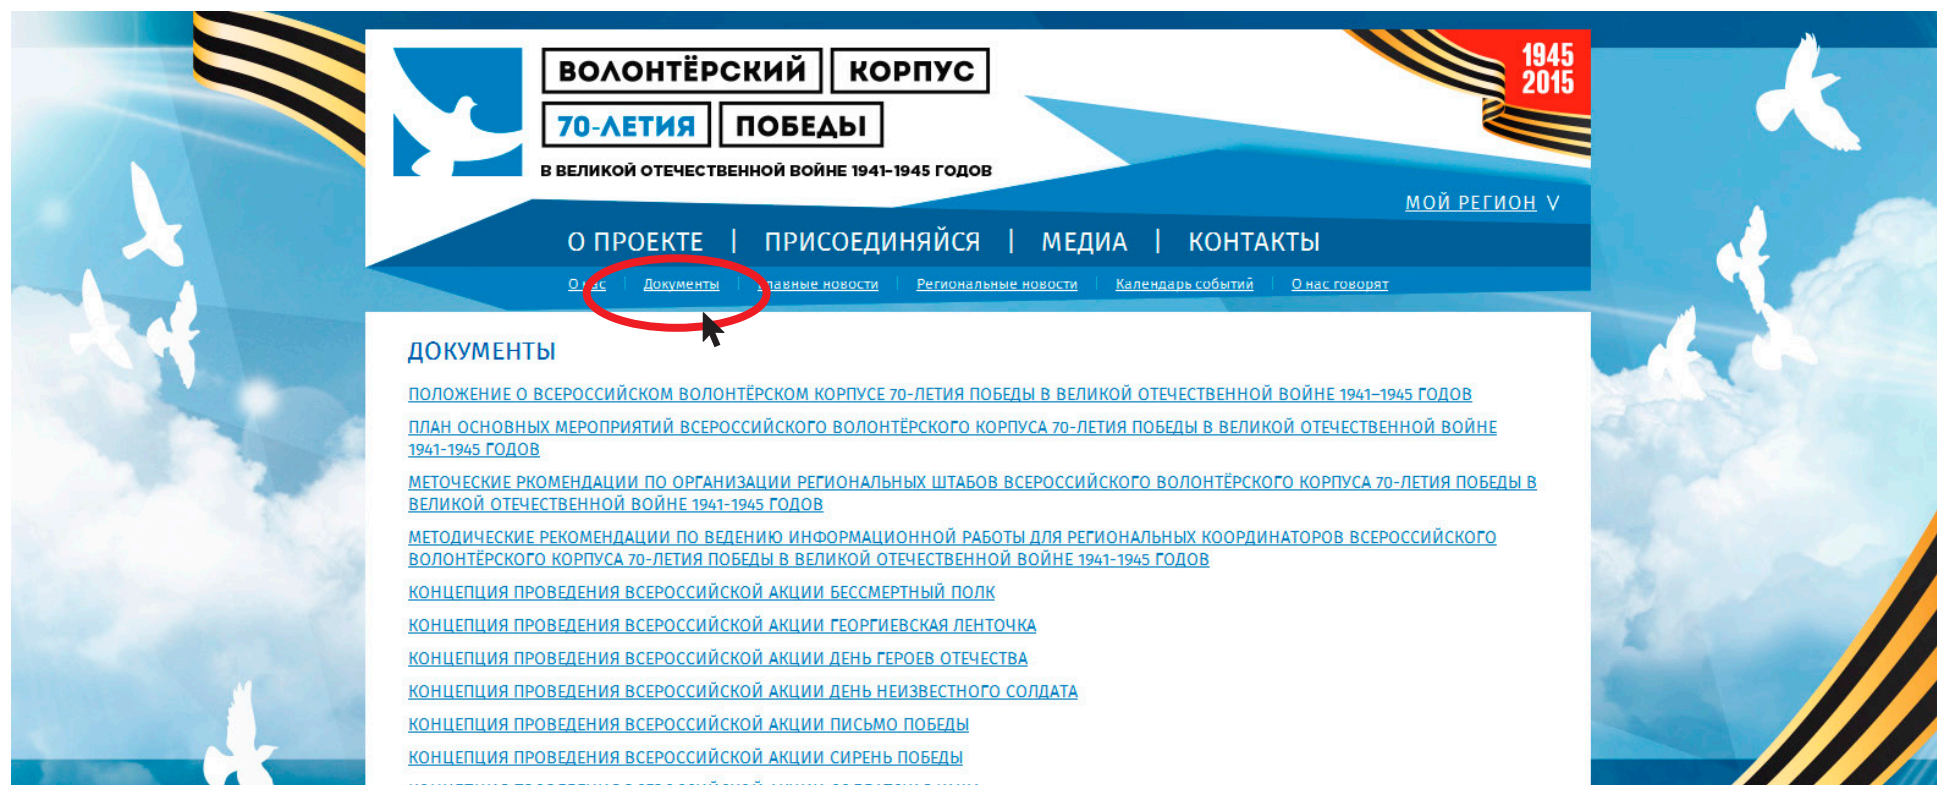 ВОЛОНТЁРСКИЙ КОРПУС
70-ЛЕТИЯ ПОБЕДЫ
В ВЕЛИКОЙ ОТЕЧЕСТВЕННОЙ ВОЙНЕ 1941-1945 ГОДОВ
1945
2015
МОЙ РЕГИОН V
О ПРОЕКТЕ | ПРИСОЕДИНЯЙСЯ | МЕДИА | КОНТАКТЫ
О нас | Документы | Главные новости | Региональные новости | Календарь событий | О нас говорят
ДОКУМЕНТЫ
ПОЛОЖЕНИЕ О ВСЕРОССИЙСКОМ ВОЛОНТЁРСКОМ КОРПУСЕ 70-ЛЕТИЯ ПОБЕДЫ В ВЕЛИКОЙ ОТЕЧЕСТВЕННОЙ ВОЙНЕ 1941–1945 ГОДОВ
ПЛАН ОСНОВНЫХ МЕРОПРИЯТИЙ ВСЕРОССИЙСКОГО ВОЛОНТЁРСКОГО КОРПУСА 70-ЛЕТИЯ ПОБЕДЫ В ВЕЛИКОЙ ОТЕЧЕСТВЕННОЙ ВОЙНЕ
1941-1945 ГОДОВ
МЕТОЧЕСКИЕ РКОМЕНДАЦИИ ПО ОРГАНИЗАЦИИ РЕГИОНАЛЬНЫХ ШТАБОВ ВСЕРОССИЙСКОГО ВОЛОНТЁРСКОГО КОРПУСА 70-ЛЕТИЯ ПОБЕДЫ В
ВЕЛИКОЙ ОТЕЧЕСТВЕННОЙ ВОЙНЕ 1941-1945 ГОДОВ
МЕТОДИЧЕСКИЕ РЕКОМЕНДАЦИИ ПО ВЕДЕНИЮ ИНФОРМАЦИОННОЙ РАБОТЫ ДЛЯ РЕГИОНАЛЬНЫХ КООРДИНАТОРОВ ВСЕРОССИЙСКОГО
ВОЛОНТЁРСКОГО КОРПУСА 70-ЛЕТИЯ ПОБЕДЫ В ВЕЛИКОЙ ОТЕЧЕСТВЕННОЙ ВОЙНЕ 1941-1945 ГОДОВ
КОНЦЕПЦИЯ ПРОВЕДЕНИЯ ВСЕРОССИЙСКОЙ АКЦИИ БЕССМЕРТНЫЙ ПОЛК
КОНЦЕПЦИЯ ПРОВЕДЕНИЯ ВСЕРОССИЙСКОЙ АКЦИИ ГЕОРГИЕВСКАЯ ЛЕНТОЧКА
КОНЦЕПЦИЯ ПРОВЕДЕНИЯ ВСЕРОССИЙСКОЙ АКЦИИ ДЕНЬ ГЕРОЕВ ОТЕЧЕСТВА
КОНЦЕПЦИЯ ПРОВЕДЕНИЯ ВСЕРОССИЙСКОЙ АКЦИИ ДЕНЬ НЕИЗВЕСТНОГО СОЛДАТА
КОНЦЕПЦИЯ ПРОВЕДЕНИЯ ВСЕРОССИЙСКОЙ АКЦИИ ПИСЬМО ПОБЕДЫ
КОНЦЕПЦИЯ ПРОВЕДЕНИЯ ВСЕРОССИЙСКОЙ АКЦИИ СИРЕНЬ ПОБЕДЫ